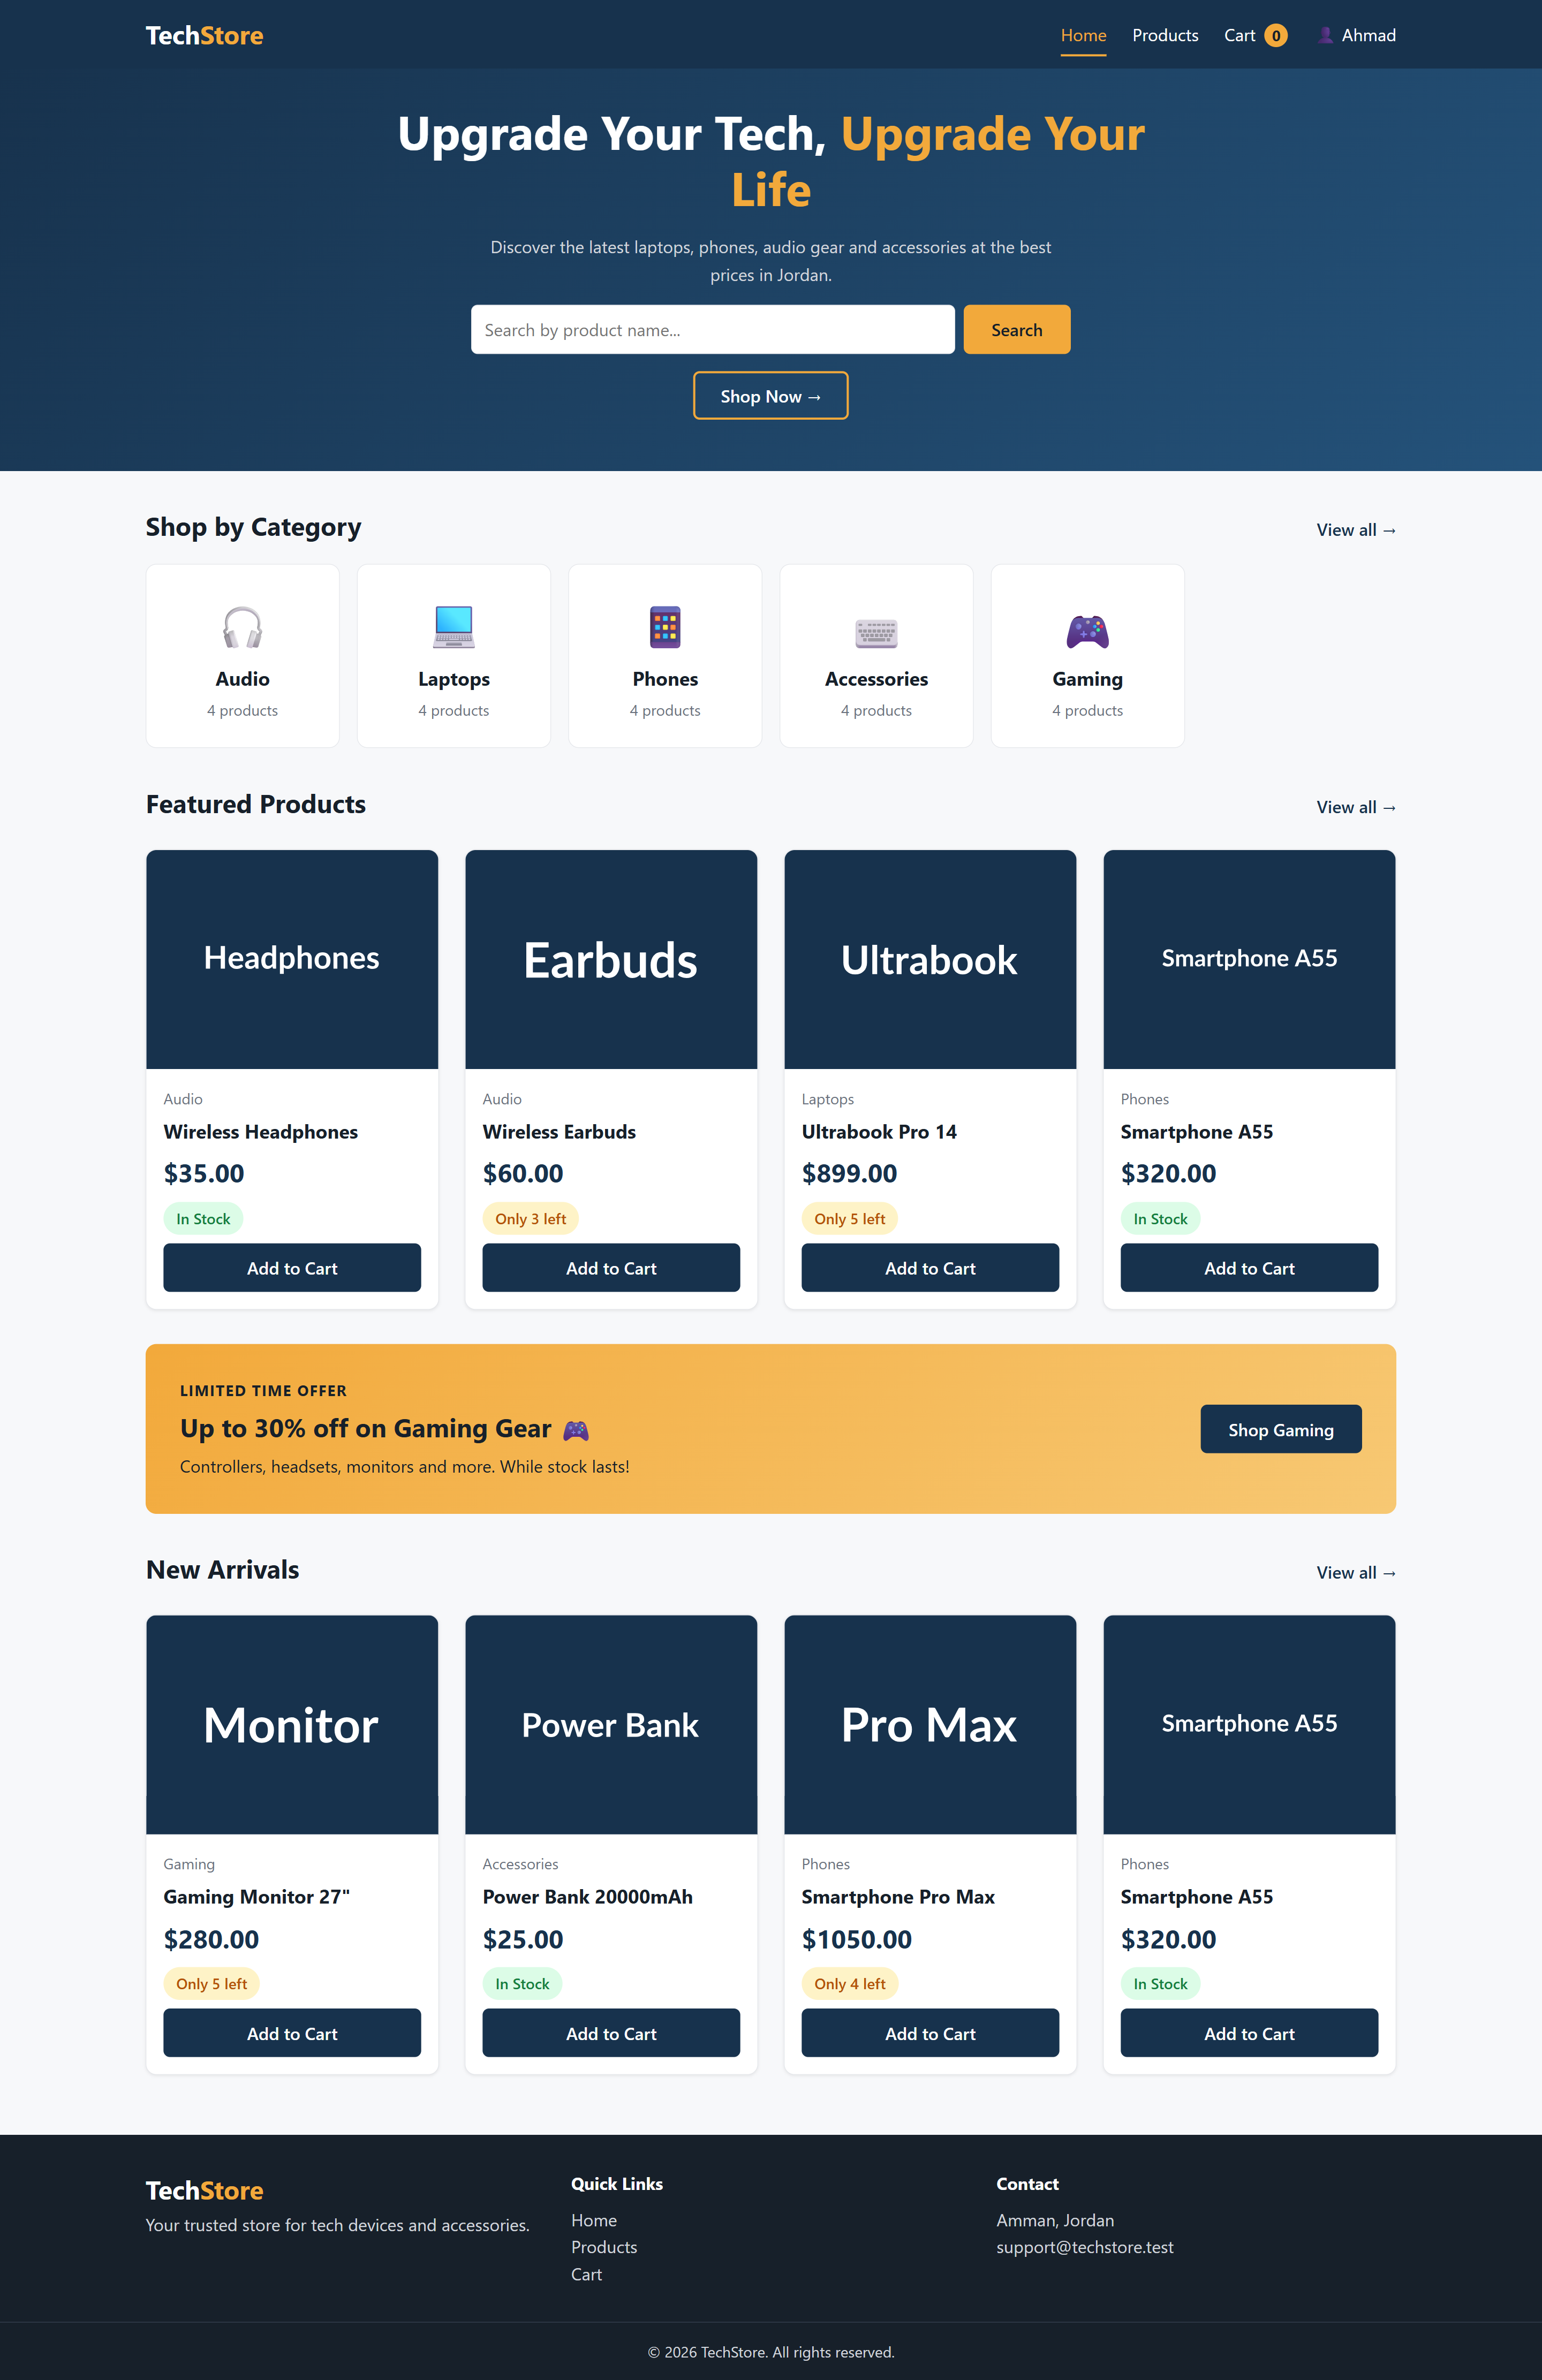 TechStore
Home Products Cart 0 Ahmad
Upgrade Your Tech, Upgrade Your
Life
Discover the latest laptops, phones, audio gear and accessories at the best
prices in Jordan.
Search by product name...
Search
Shop Now →
Shop by Category
View all →
Audio
4 products
Laptops
4 products
Phones
4 products
Accessories
4 products
Gaming
4 products
Featured Products
View all →
Headphones
Audio
Wireless Headphones
$35.00
In Stock
Add to Cart
Earbuds
Audio
Wireless Earbuds
$60.00
Only 3 left
Add to Cart
Ultrabook
Laptops
Ultrabook Pro 14
$899.00
Only 5 left
Add to Cart
Smartphone A55
Phones
Smartphone A55
$320.00
In Stock
Add to Cart
LIMITED TIME OFFER
Up to 30% off on Gaming Gear 🎮
Controllers, headsets, monitors and more. While stock lasts!
Shop Gaming
New Arrivals
View all →
Monitor
Gaming
Gaming Monitor 27"
$280.00
Only 5 left
Add to Cart
Power Bank
Accessories
Power Bank 20000mAh
$25.00
In Stock
Add to Cart
Pro Max
Phones
Smartphone Pro Max
$1050.00
Only 4 left
Add to Cart
Smartphone A55
Phones
Smartphone A55
$320.00
In Stock
Add to Cart
TechStore
Your trusted store for tech devices and accessories.
Quick Links
Home
Products
Cart
Contact
Amman, Jordan
support@techstore.test
© 2026 TechStore. All rights reserved.